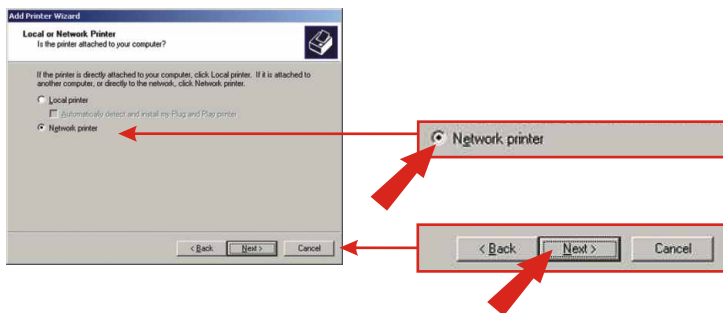 Add Printer Wizard
Local or Network Printer
Is the printer attached to your computer?
If the printer is directly attached to your computer, click Local printer. If it is attached to
another computer, or directly to the network, click Network printer.
Local printer
Automatically detect and install my Plug and Play printer
Network printer
< Back Next > Cancel
Network printer
< Back Next > Cancel